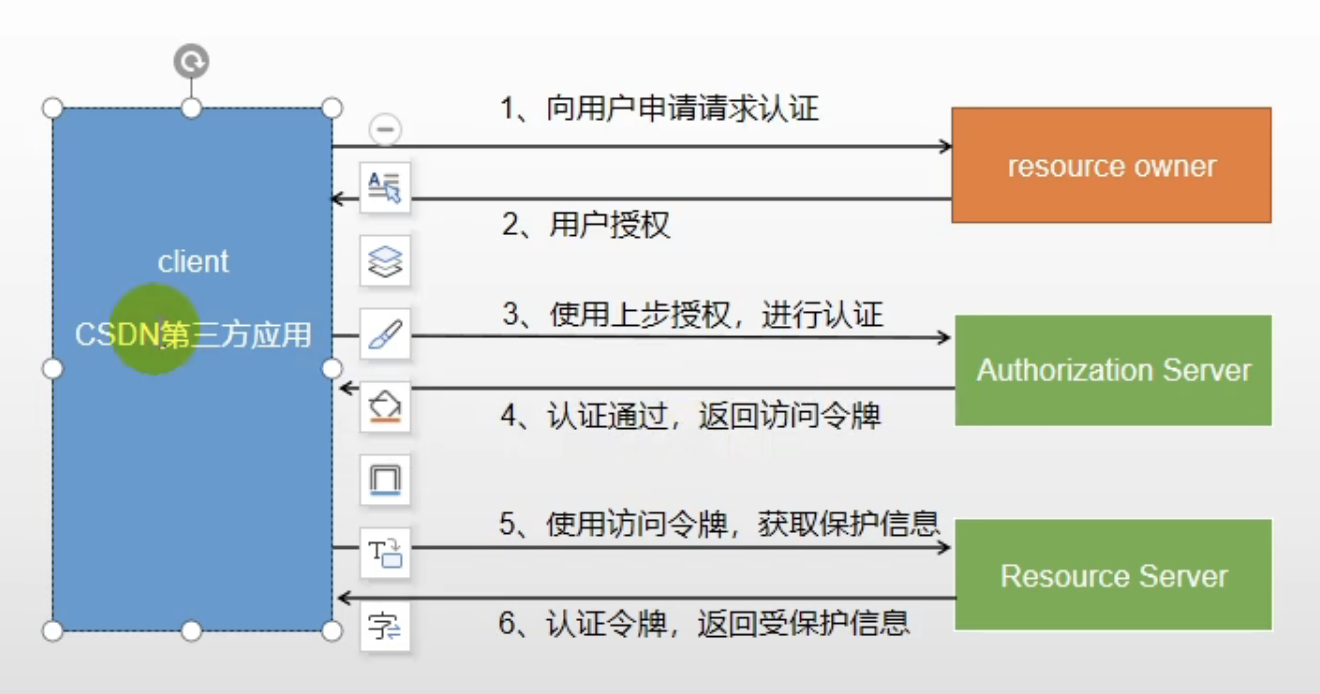 1、向用户申请请求认证
resource owner
2、用户授权
client
CSDN第三方应用
3、使用上步授权，进行认证
Authorization Server
4、认证通过，返回访问令牌
5、使用访问令牌，获取保护信息
Resource Server
6、认证令牌，返回受保护信息
A
T
字